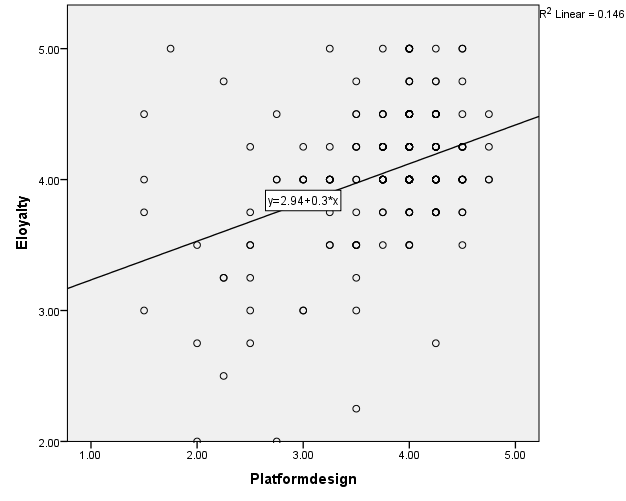 R2 Linear = 0.146
5.00
4.00
3.00
2.00
Eloyalty
y=2.94+0.3*x
1.00 2.00 3.00 4.00 5.00
Platformdesign